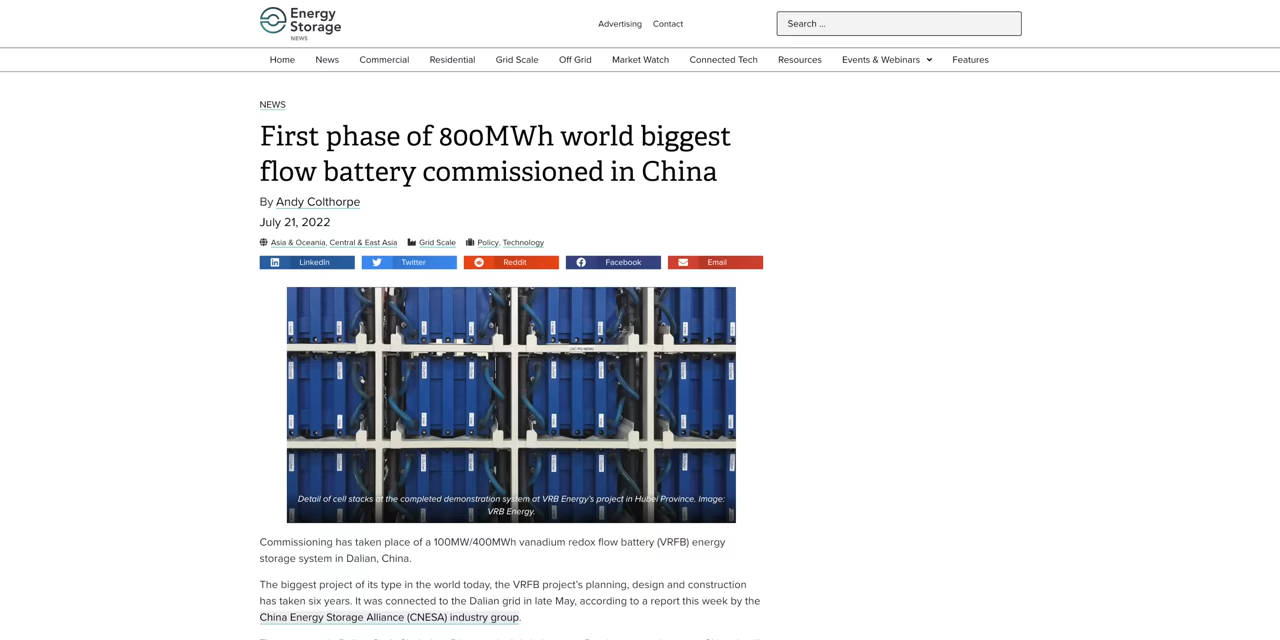 Energy
Storage
NEWS
Advertising
Contact
Search ...
Home
News
Commercial
Residential
Grid Scale
Off Grid
Market Watch
Connected Tech
Resources
Events & Webinars
Features
NEWS
First phase of 800MWh world biggest
flow battery commissioned in China
By Andy Colthorpe
July 21, 2022
Asia & Oceania, Central & East Asia
Grid Scale
Policy, Technology
LinkedIn
Twitter
Reddit
Facebook
Email
Detail of cell stacks at the completed demonstration system at VRB Energy's project in Hubei Province. Image:
VRB Energy.
Commissioning has taken place of a 100MW/400MWh vanadium redox flow battery (VRFB) energy
storage system in Dalian, China.
The biggest project of its type in the world today, the VRFB project's planning, design and construction
has taken six years. It was connected to the Dalian grid in late May, according to a report this week by the
China Energy Storage Alliance (CNESA) industry group.